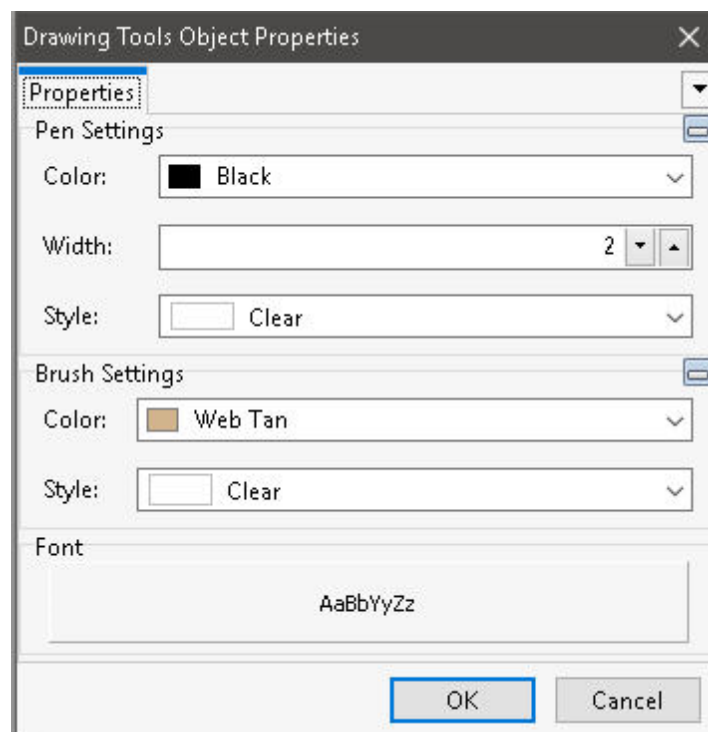 Drawing Tools Object Properties
Properties
Pen Settings
Color: Black
Width: 2
Style: Clear
Brush Settings
Color: Web Tan
Style: Clear
Font
AaBbYyZz
OK Cancel